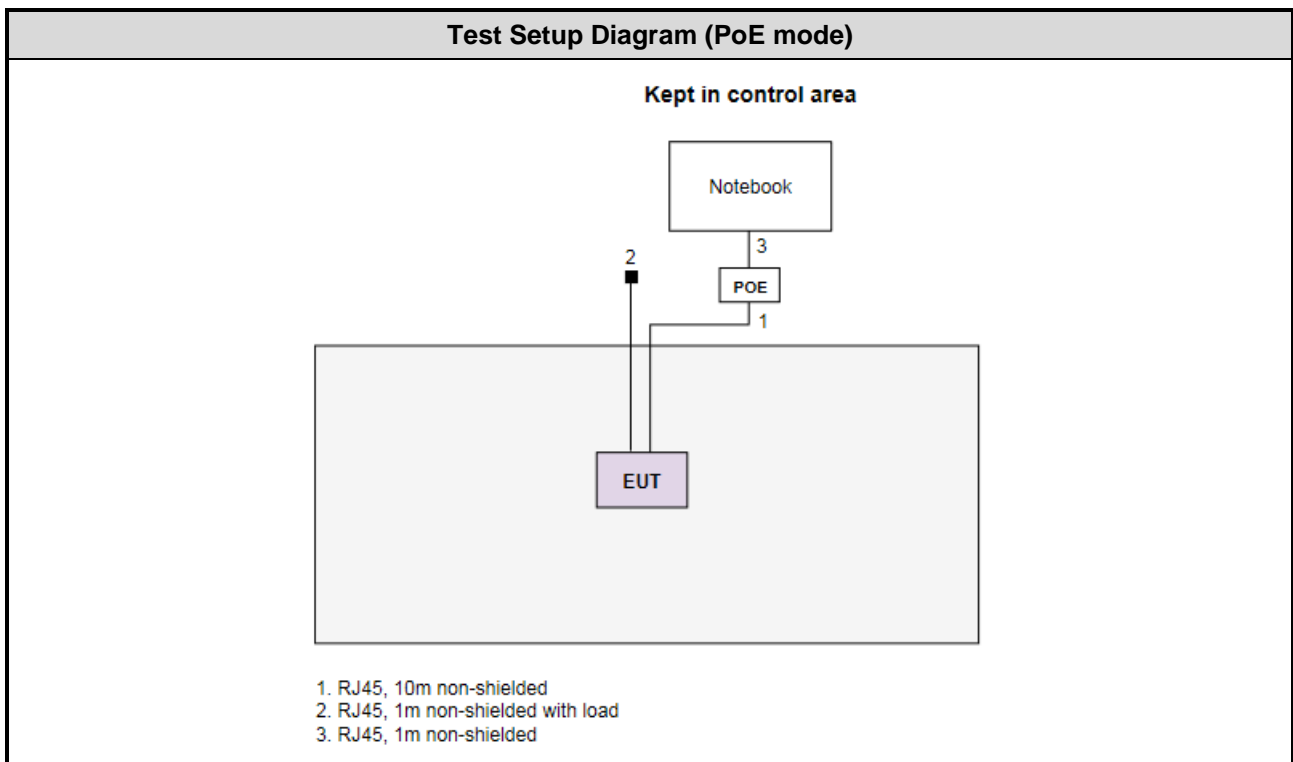 Test Setup Diagram (PoE mode)
Kept in control area
Notebook
3
2
POE
1
EUT
1. RJ45, 10m non-shielded
2. RJ45, 1m non-shielded with load
3. RJ45, 1m non-shielded